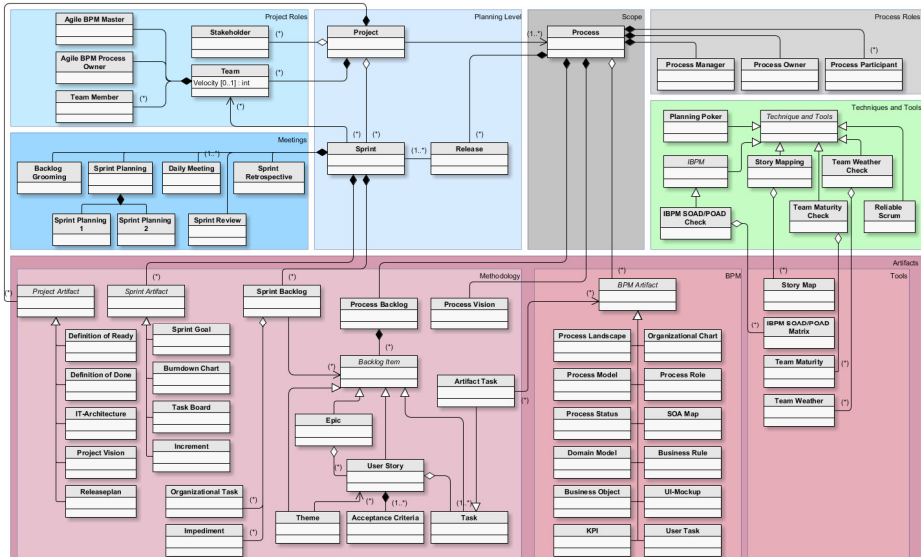 Project Roles
Agile BPM Master
Agile BPM Process
Owner
Team Member
(*)
Stakeholder
(*)
Team
Velocity [0..1] : int
(*)
(*)
Planning Level
Project
(*)
(*)
(*)
Sprint
(1..*)
Release
Scope
(1..*)
Process
Process Roles
(*)
Process Manager
Process Owner
Process Participant
Meetings
Backlog
Grooming
Sprint Planning
(1..*)
Daily Meeting
Sprint
Retrospective
Sprint Planning
1
Sprint Planning
2
Sprint Review
Techniques and Tools
Planning Poker
Technique and Tools
IBPM
Story Mapping
Team Weather
Check
IBPM SOAD/POAD
Check
Team Maturity
Check
Reliable
Scrum
Artifacts
Methodology
(*)
(*)
Project Artifact
(*)
Sprint Artifact
(*)
Sprint Backlog
Process Backlog
Process Vision
Definition of Ready
Definition of Done
IT-Architecture
Project Vision
Releaseplan
Sprint Goal
Burndown Chart
Task Board
Increment
Organizational Task
(*)
Impediment
(*)
(*)
(*)
Backlog Item
Artifact Task
(*)
Epic
(*)
User Story
(*)
(1..*)
(1..*)
Theme
Acceptance Criteria
Task
BPM
(*)
(*)
BPM Artifact
Process Landscape
Organizational Chart
Process Model
Process Role
Process Status
SOA Map
Domain Model
Business Rule
Business Object
UI-Mockup
KPI
User Task
Tools
(*)
Story Map
(*)
IBPM SOAD/POAD
Matrix
Team Maturity
(*)
Team Weather
(*)